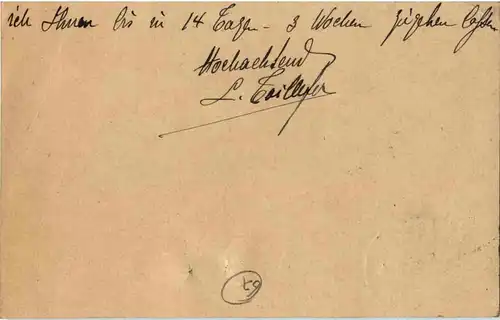 ich Ihnen bis in 14 Tagen - 3 Wochen zugehen lassen
Hochachtend
L.